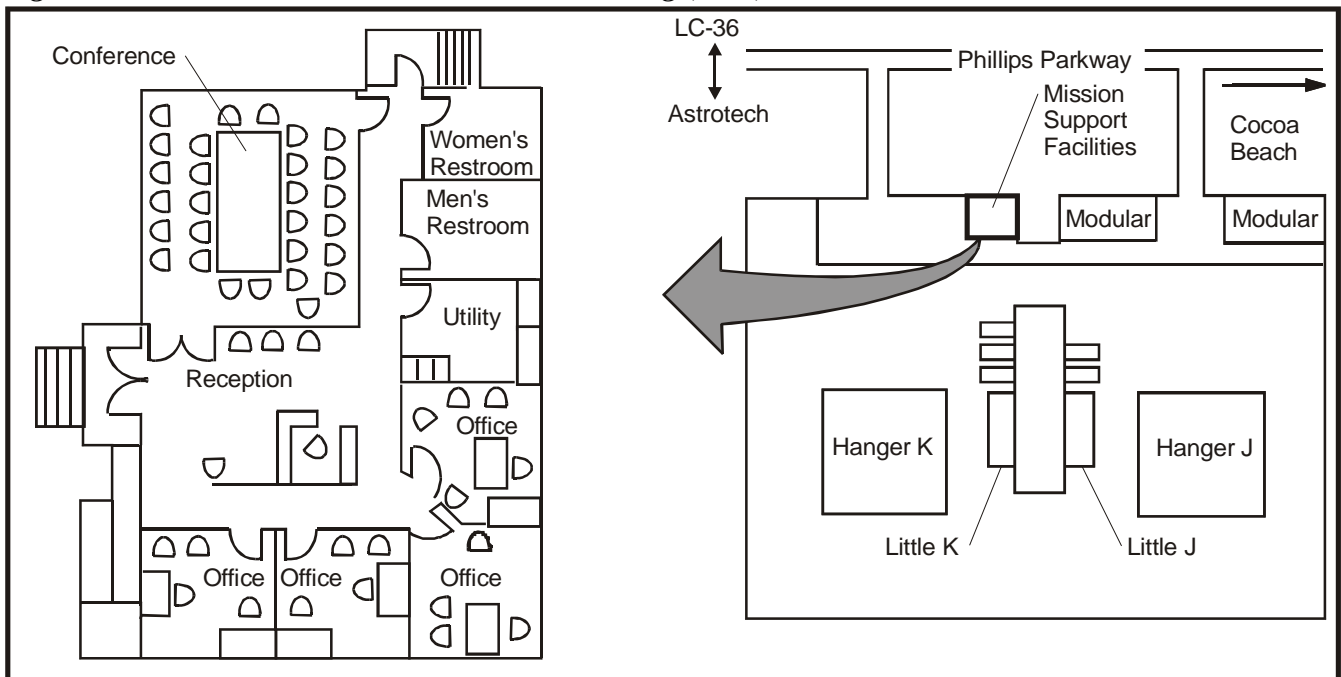 Conference
Women's
Restroom
Men's
Restroom
Utility
Reception
Office
Office
Office
Office
LC-36
Astrotech
Phillips Parkway
Mission
Support
Facilities
Cocoa
Beach
Modular
Modular
Hanger K
Hanger J
Little K
Little J